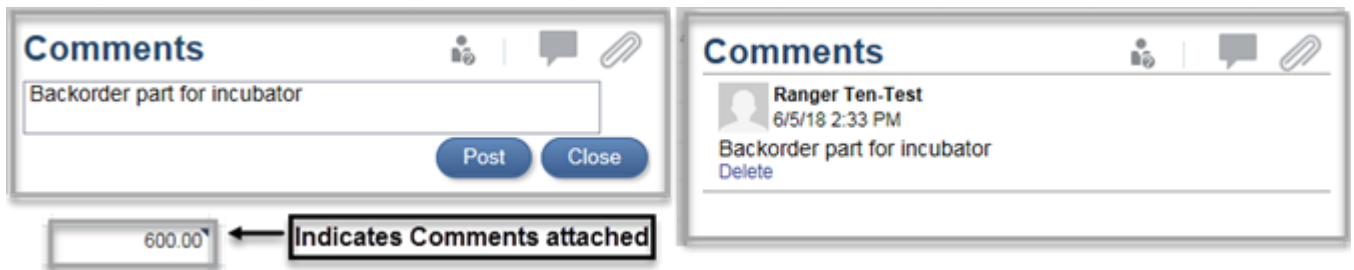 Comments
Backorder part for incubator
Post Close
600.00
Indicates Comments attached
Comments
Ranger Ten-Test
6/5/18 2:33 PM
Backorder part for incubator
Delete